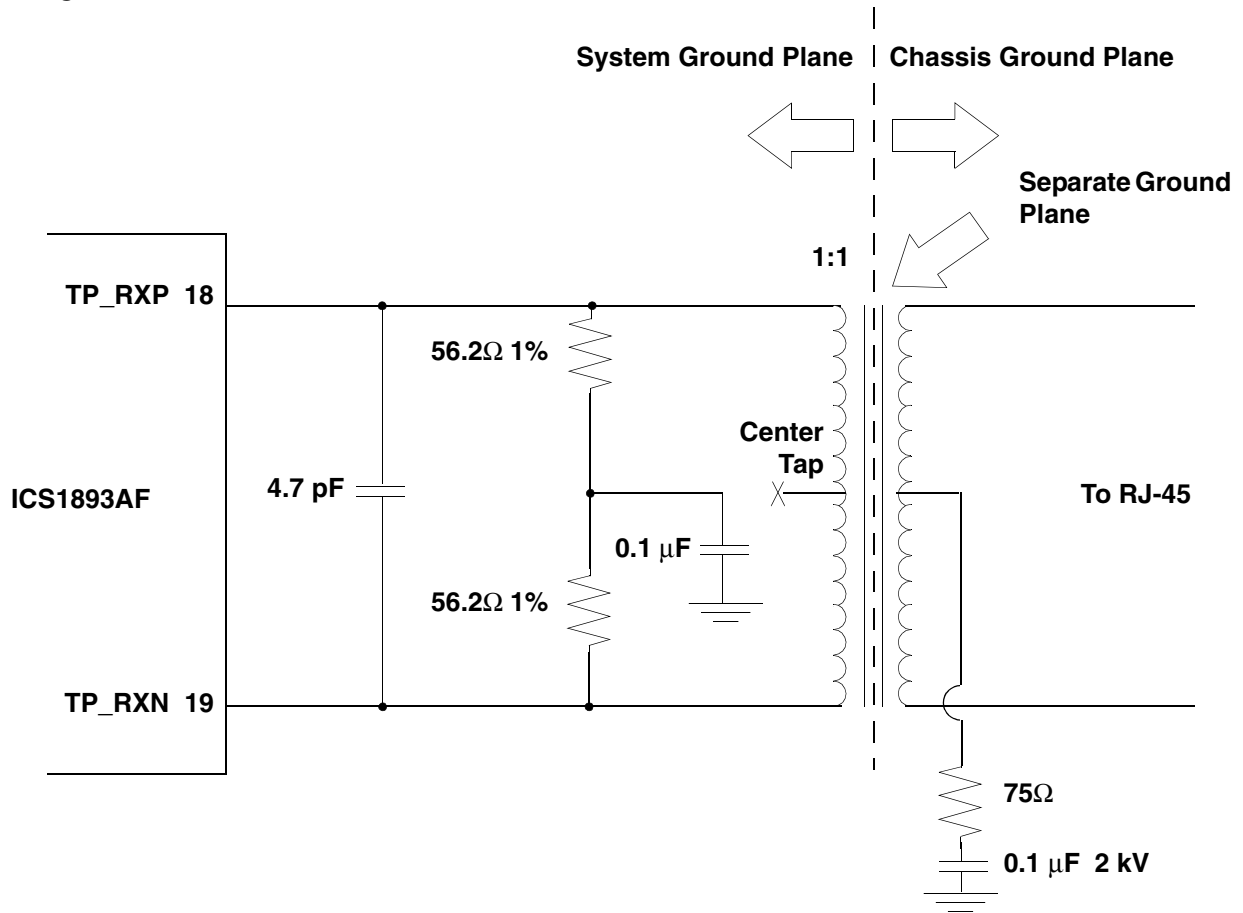 System Ground Plane
Chassis Ground Plane
Separate Ground
Plane
1:1
TP_RXP 18
56.2Ω 1%
Center
Tap
4.7 pF
ICS1893AF
To RJ-45
0.1 μF
56.2Ω 1%
TP_RXN 19
75Ω
0.1 μF 2 kV